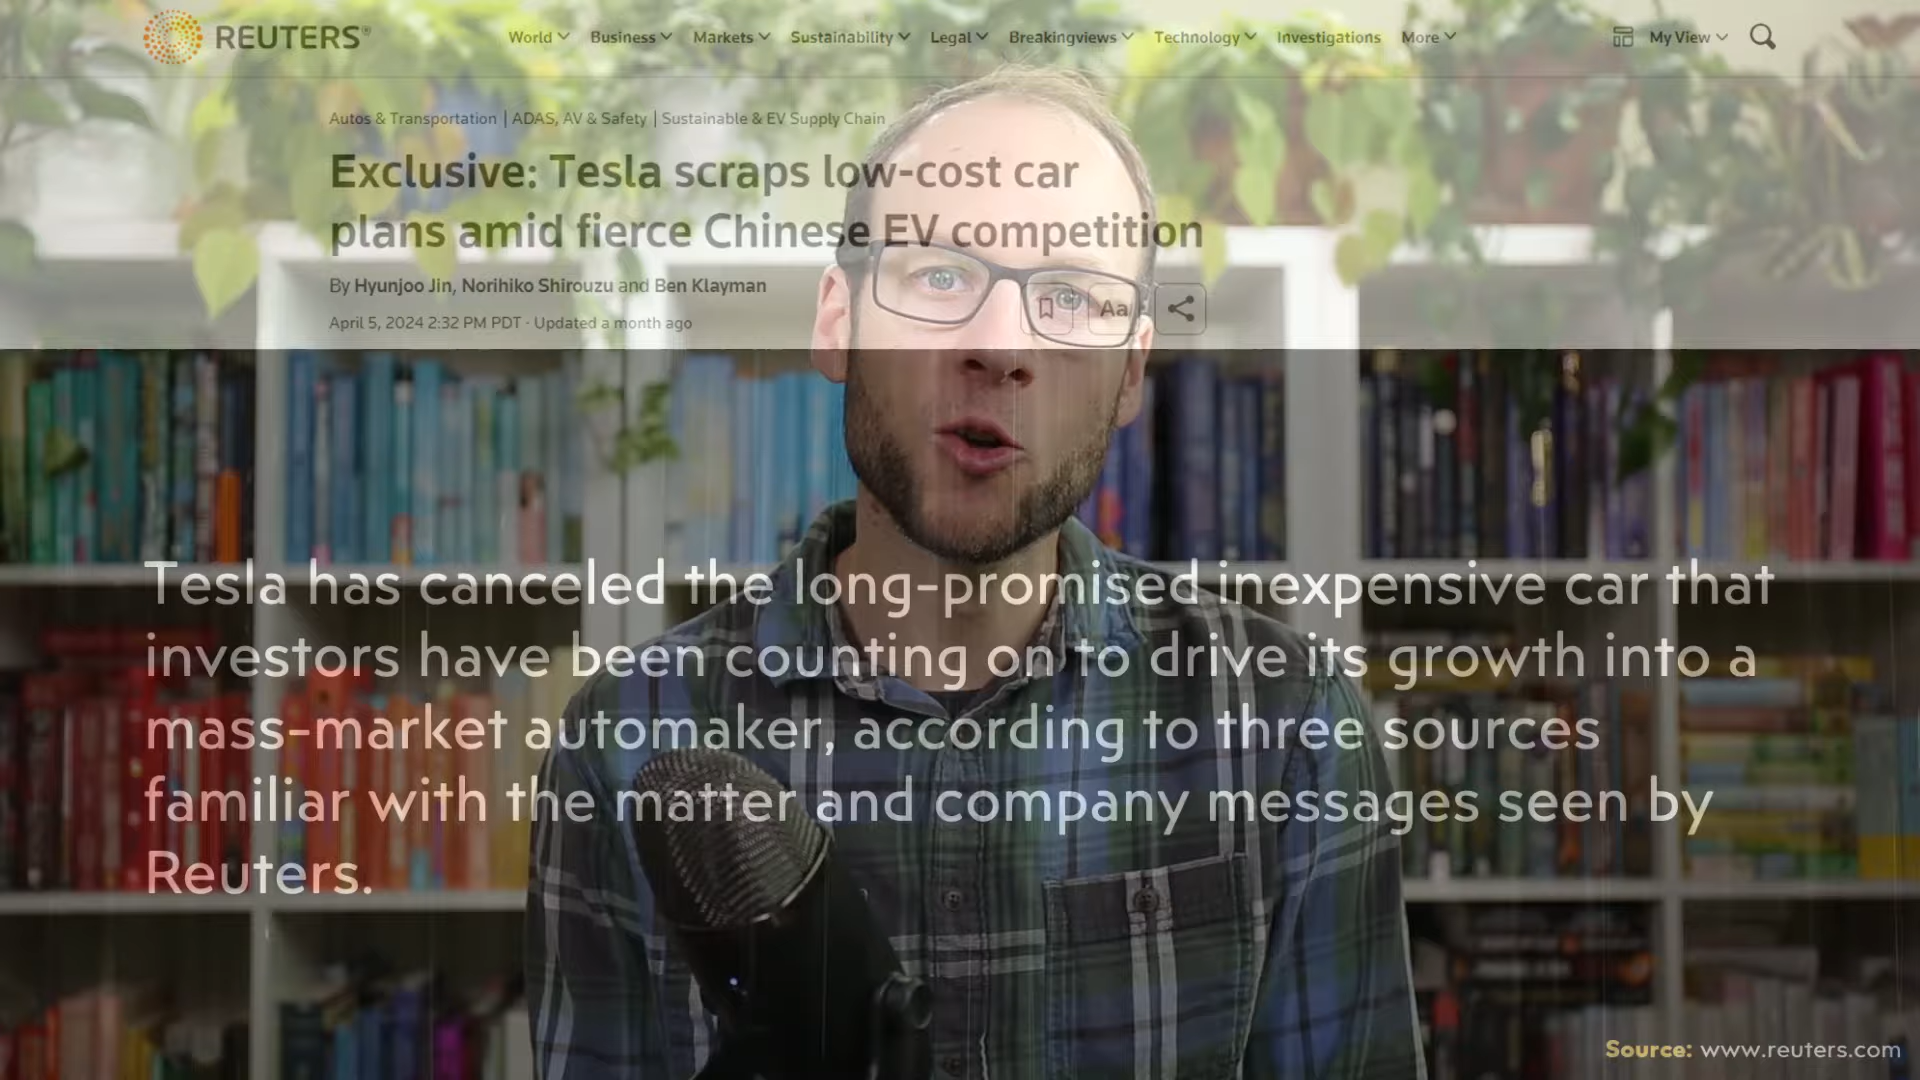 REUTERS®
World Business Markets Sustainability Legal Breakingviews Technology Investigations More My View
Autos & Transportation | ADAS, AV & Safety | Sustainable & EV Supply Chain
Exclusive: Tesla scraps low-cost car
plans amid fierce Chinese EV competition
By Hyunjoo Jin, Norihiko Shirouzu and Ben Klayman
April 5, 2024 2:32 PM PDT · Updated a month ago
Aa
Tesla has canceled the long-promised inexpensive car that
investors have been counting on to drive its growth into a
mass-market automaker, according to three sources
familiar with the matter and company messages seen by
Reuters.
Source: www.reuters.com